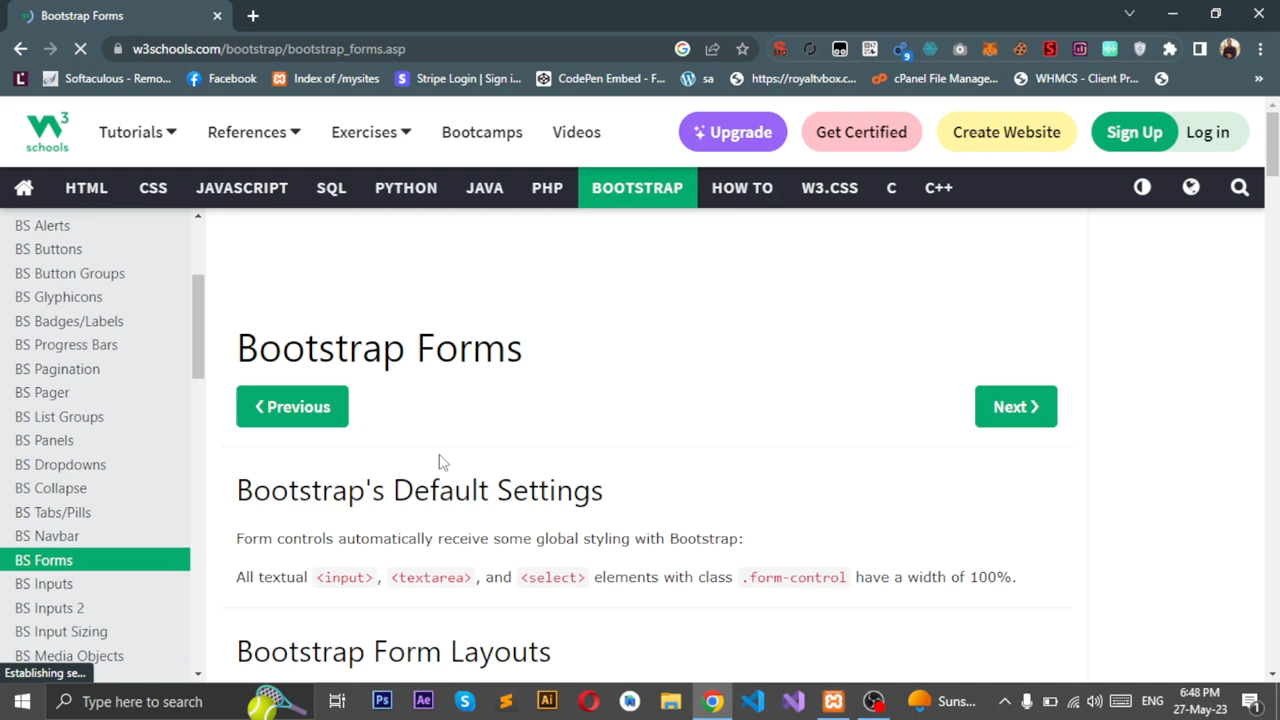 Bootstrap Forms
w3schools.com/bootstrap/bootstrap_forms.asp
9
Softaculous - Remo...
Facebook
Index of /mysites
Stripe Login | Sign i...
CodePen Embed - F...
sa
https://royaltvbox.c...
cPanel File Manage...
WHMCS - Client Pr...
»
W3
schools
Tutorials
References
Exercises
Bootcamps
Videos
Upgrade
Get Certified
Create Website
Sign Up
Log in
HTML
CSS
JAVASCRIPT
SQL
PYTHON
JAVA
PHP
BOOTSTRAP
HOW TO
W3.CSS
C
C++
BS Alerts
BS Buttons
BS Button Groups
BS Glyphicons
BS Badges/Labels
BS Progress Bars
BS Pagination
BS Pager
BS List Groups
BS Panels
BS Dropdowns
BS Collapse
BS Tabs/Pills
BS Navbar
BS Forms
BS Inputs
BS Inputs 2
BS Input Sizing
BS Media Objects
Establishing se...
Bootstrap Forms
❮ Previous
Next ❯
Bootstrap's Default Settings
Form controls automatically receive some global styling with Bootstrap:
All textual <input>, <textarea>, and <select> elements with class .form-control have a width of 100%.
Bootstrap Form Layouts
Type here to search
Ps
Ae
Ai
Suns...
ENG
6:48 PM
27-May-23
1